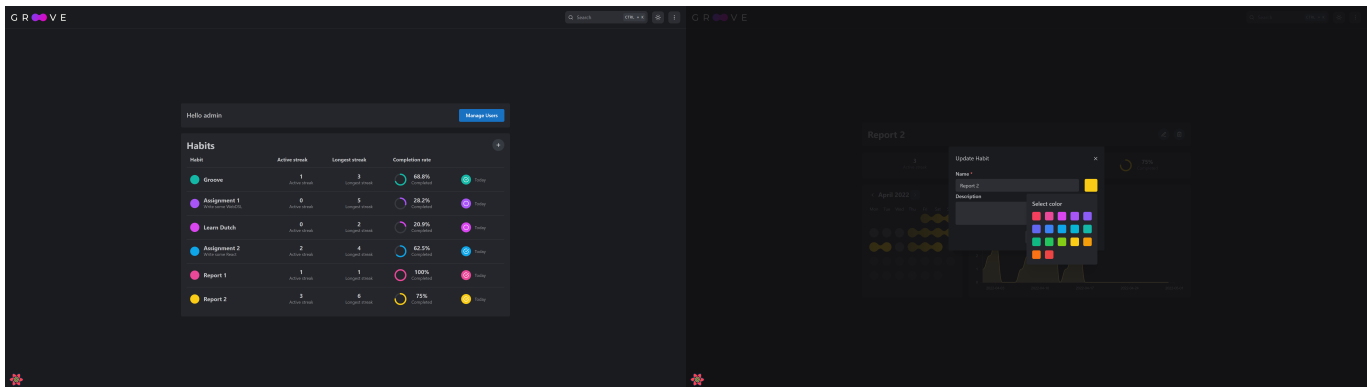 GROOVE
Search
CTRL + K
Hello admin
Manage Users
Habits
Habit Active streak Longest streak Completion rate
Groove
1
Active streak
3
Longest streak
68.8%
Completed
Today
Assignment 1
0
Active streak
5
Longest streak
28.2%
Completed
Today
Learn Dutch
0
Active streak
2
Longest streak
20.9%
Completed
Today
Assignment 2
Write some React
2
Active streak
4
Longest streak
62.5%
Completed
Today
Report 1
1
Active streak
1
Longest streak
100%
Completed
Today
Report 2
3
Active streak
6
Longest streak
75%
Completed
Today
GROOVE
Report 2
75%
April 2022
Update Habit
Name *
Report 2
Description
Select color